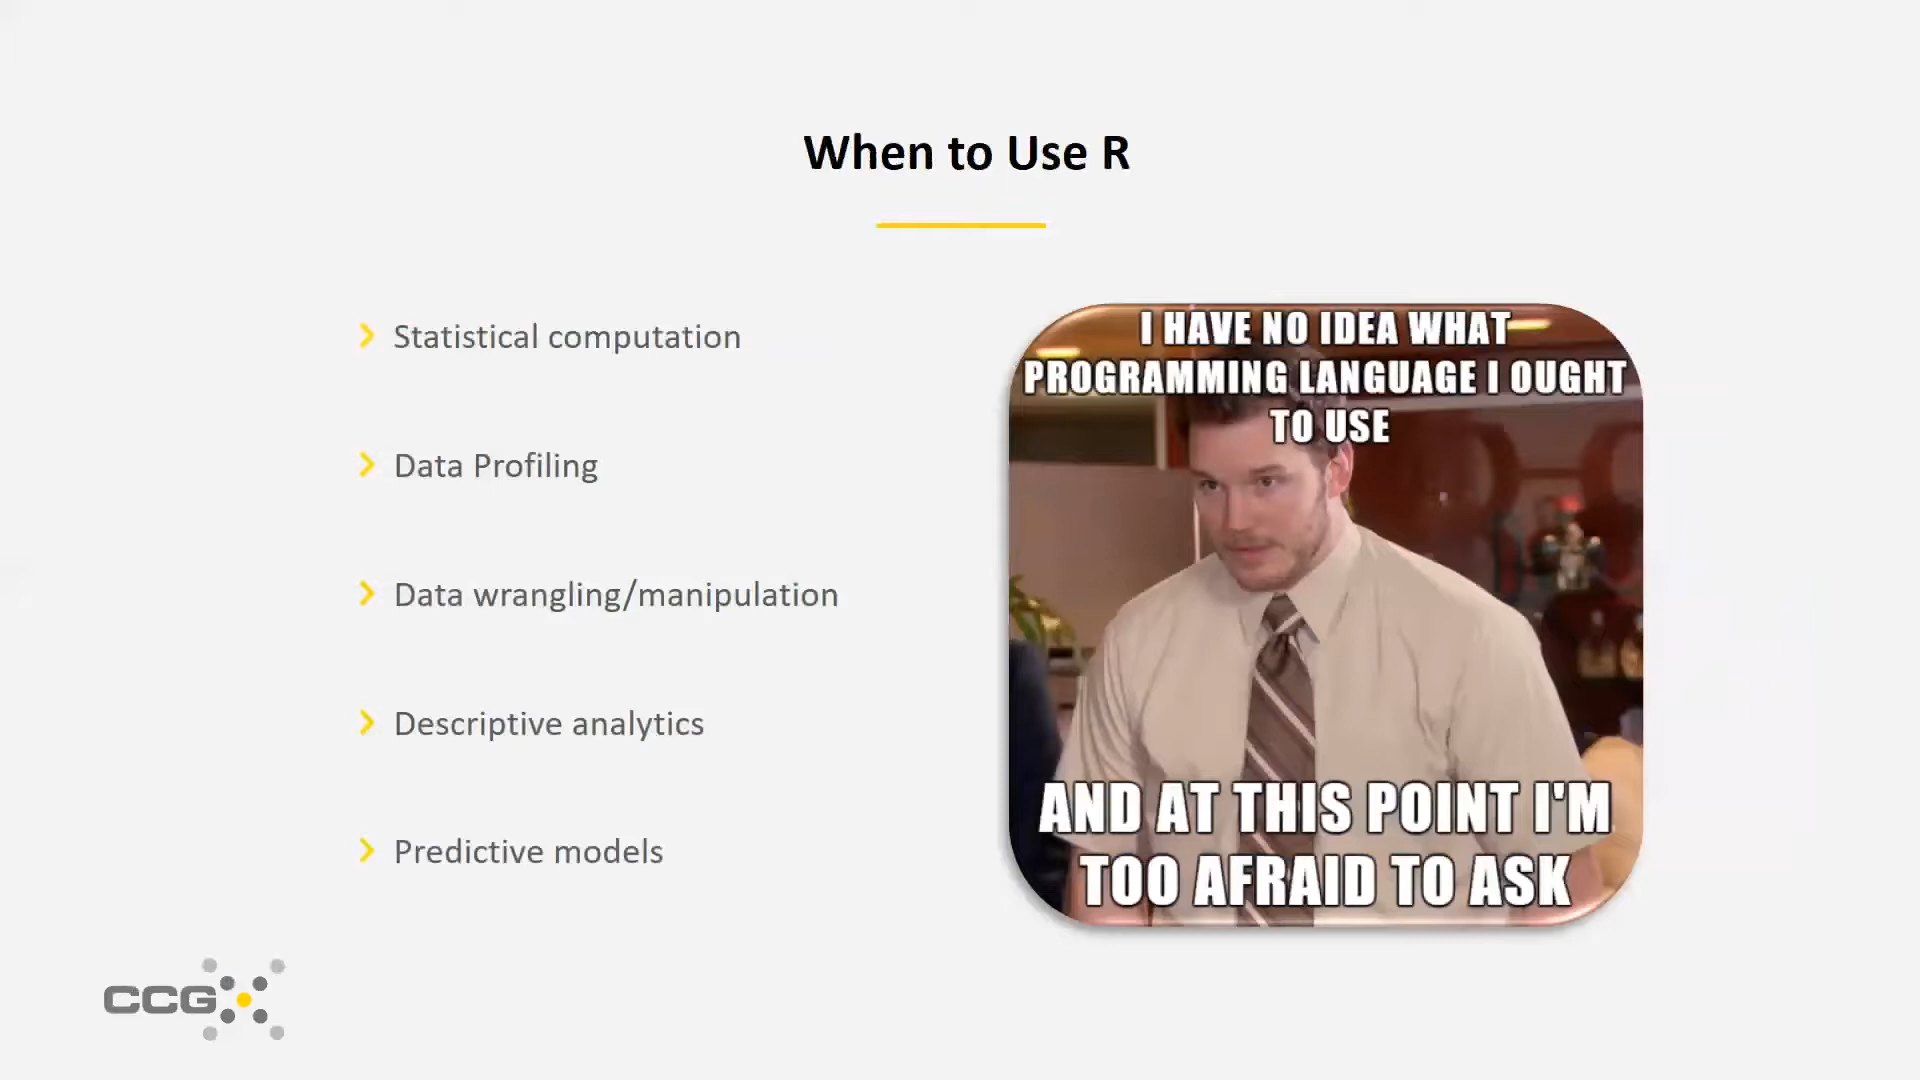 When to Use R
Statistical computation
Data Profiling
Data wrangling/manipulation
Descriptive analytics
Predictive models
I HAVE NO IDEA WHAT
PROGRAMMING LANGUAGE I OUGHT
TO USE
AND AT THIS POINT I'M
TOO AFRAID TO ASK
CCG